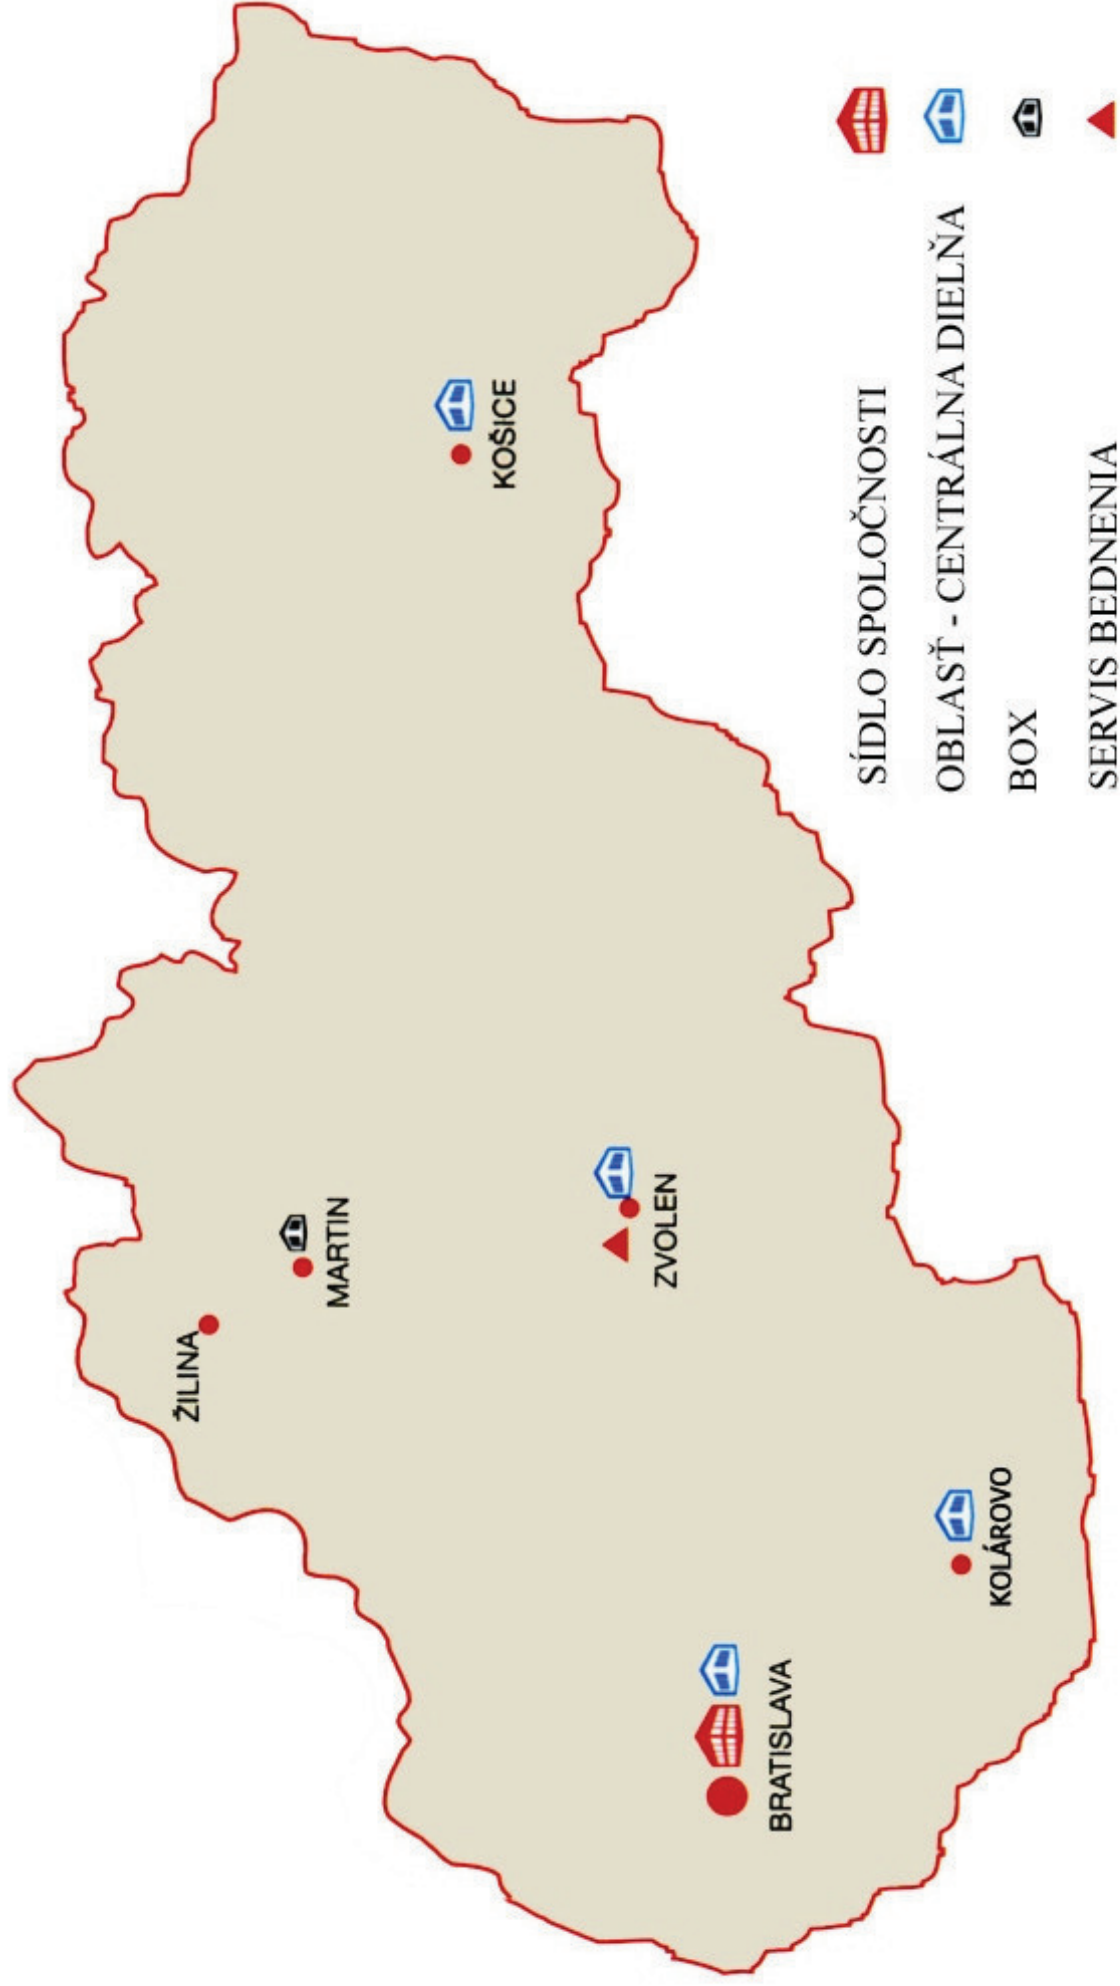 ŽILINA
MARTIN
KOŠICE
ZVOLEN
BRATISLAVA
KOLÁROVO
SÍDLO SPOLOČNOSTI
OBLASŤ - CENTRÁLNA DIELŇA
BOX
SERVIS BEDNENIA